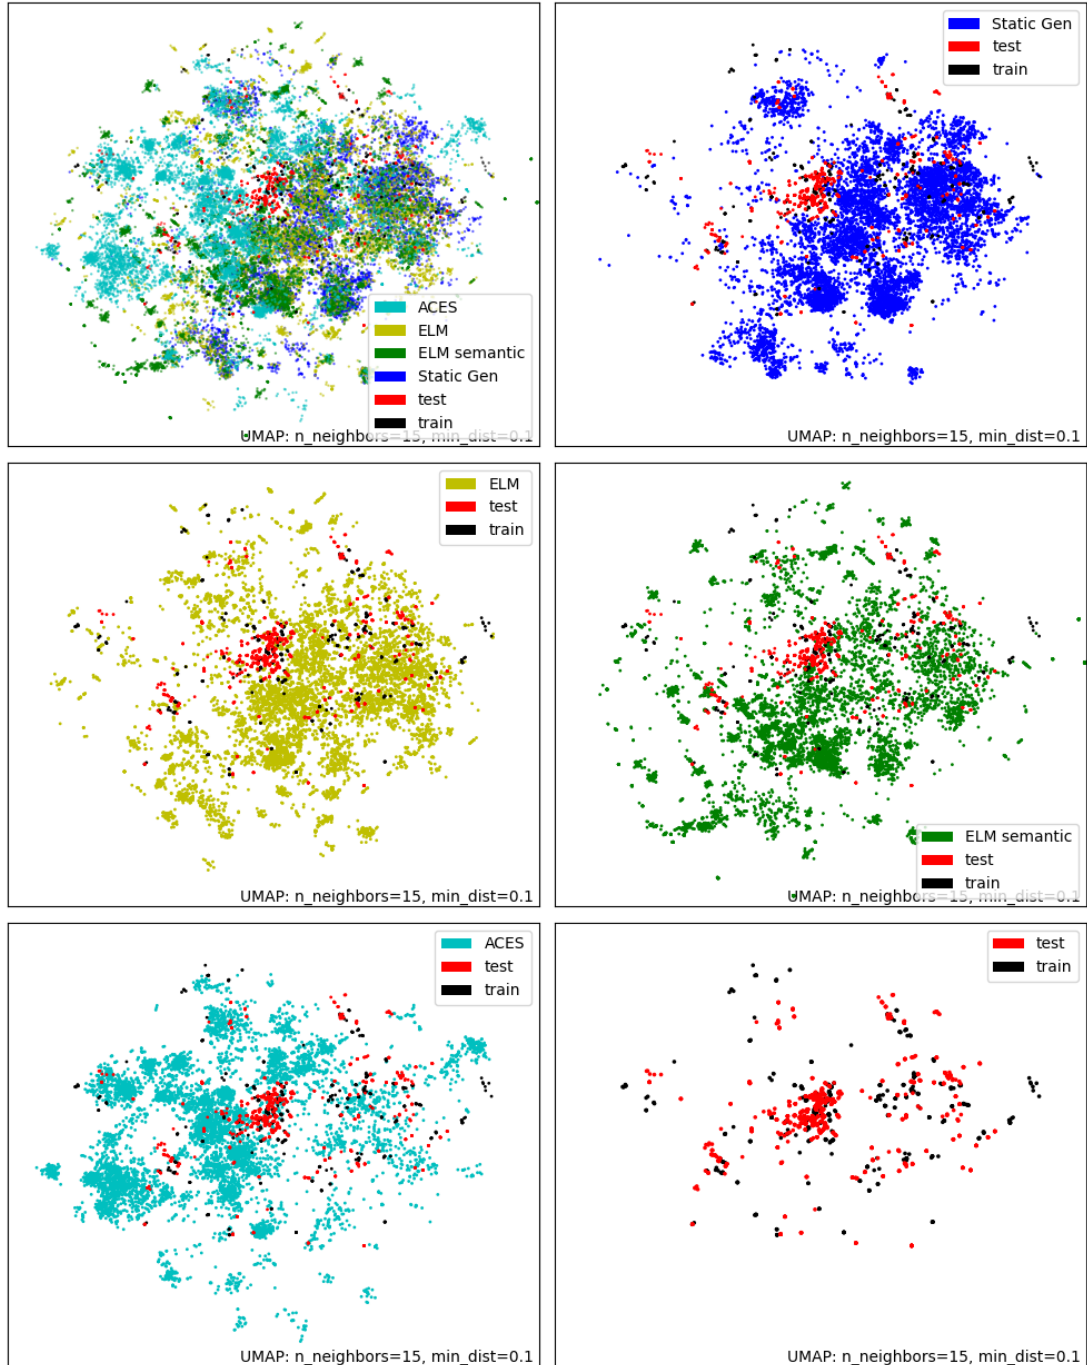 ACES
ELM
ELM semantic
Static Gen
test
train
UMAP: n_neighbors=15, min_dist=0.1
Static Gen
test
train
UMAP: n_neighbors=15, min_dist=0.1
ELM
test
train
UMAP: n_neighbors=15, min_dist=0.1
ELM semantic
test
train
UMAP: n_neighbors=15, min_dist=0.1
ACES
test
train
UMAP: n_neighbors=15, min_dist=0.1
test
train
UMAP: n_neighbors=15, min_dist=0.1